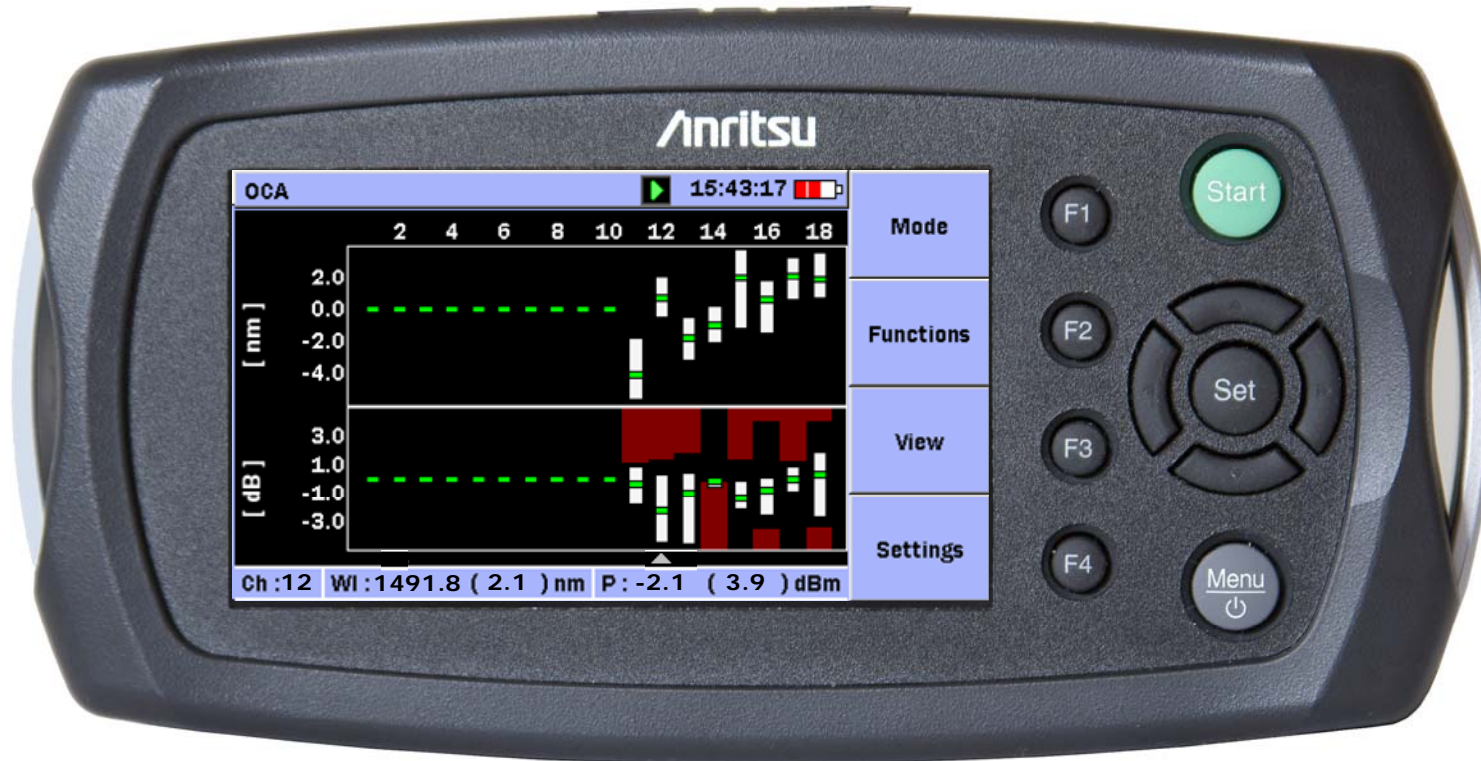 Anritsu
OCA 15:43:17
2 4 6 8 10 12 14 16 18
2.0
0.0
-2.0
-4.0
[nm]
3.0
1.0
-1.0
-3.0
[dB]
Ch :12 Wl :1491.8 ( 2.1 ) nm P : -2.1 ( 3.9 ) dBm
Mode
Functions
View
Settings
F1
F2
F3
F4
Start
Set
Menu